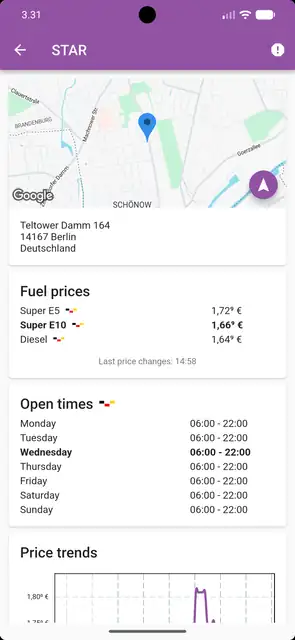 3.31
STAR
Clauertstraße
BRANDENBURG
Machnower Str.
Goerzallee
SCHÖNOW
Google
Teltower Damm 164
14167 Berlin
Deutschland
Fuel prices
Super E5 1,72⁹ €
Super E10 1,66⁹ €
Diesel 1,64⁹ €
Last price changes: 14:58
Open times
Monday 06:00 - 22:00
Tuesday 06:00 - 22:00
Wednesday 06:00 - 22:00
Thursday 06:00 - 22:00
Friday 06:00 - 22:00
Saturday 06:00 - 22:00
Sunday 06:00 - 22:00
Price trends
1,80⁹ €